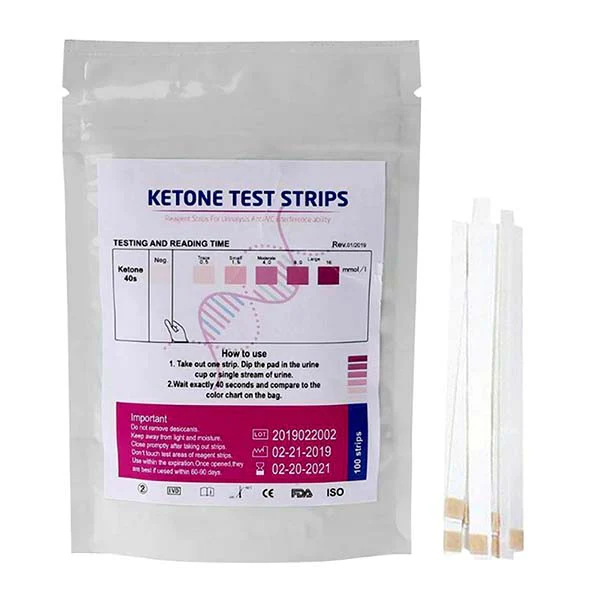 KETONE TEST STRIPS
Reagent Strips For Urinalysis Anti-VC Interference ability
TESTING AND READING TIME
Rev.01/2019
Neg. Trace Small Moderate Large
0.5 1.5 4.0 8.0 16 mmol/l
Ketone
40s
How to use
1. Take out one strip. Dip the pad in the urine
cup or single stream of urine.
2.Wait exactly 40 seconds and compare to the
color chart on the bag.
Important
Do not remove desiccants.
Keep away from light and moisture.
Close promptly after taking out strips.
Don't touch test areas of reagent strips.
Use within the expiration.Once opened,they
are best if uesed within 60-90 days.
LOT 2019022002
02-21-2019
02-20-2021
100 strips
2 IVD CE FDA ISO